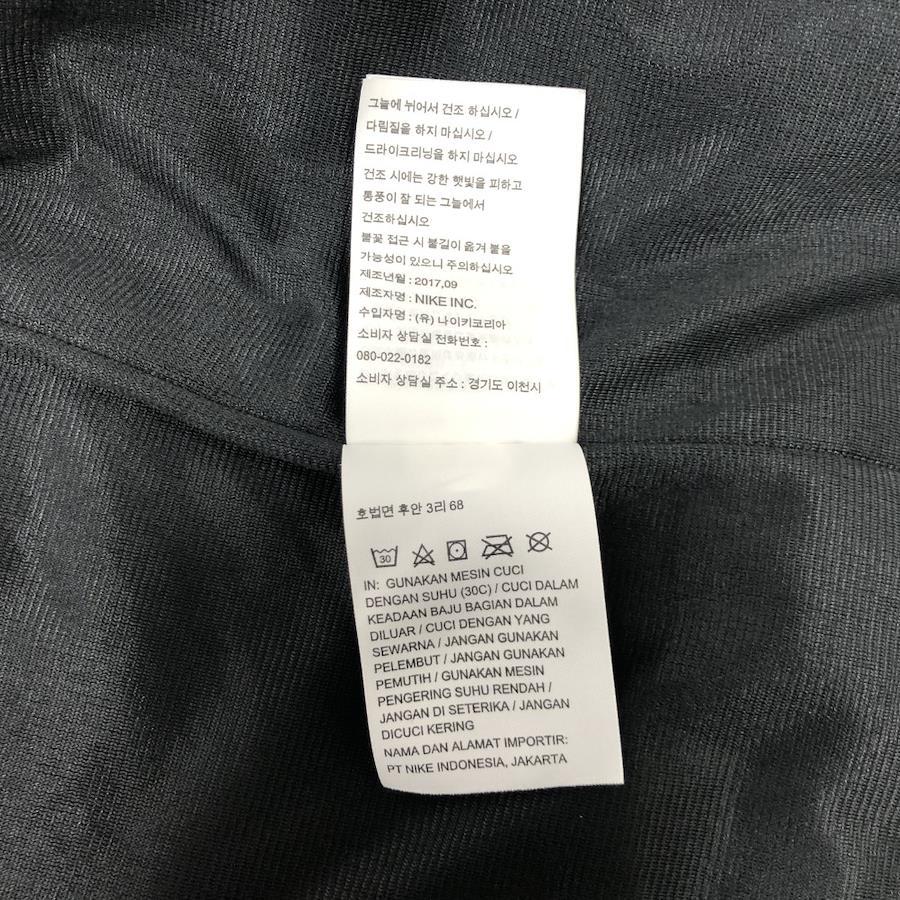 그늘에 뉘어서 건조 하십시오 /
다림질을 하지 마십시오 /
드라이크리닝을 하지 마십시오
건조 시에는 강한 햇빛을 피하고
통풍이 잘 되는 그늘에서
건조하십시오
불꽃 접근 시 불길이 옮겨 붙을
가능성이 있으니 주의하십시오
제조년월 : 2017,09
제조자명 : NIKE INC.
수입자명 : (유) 나이키코리아
소비자 상담실 전화번호 :
080-022-0182
소비자 상담실 주소 : 경기도 이천시
호법면 후안 3리 68
30
IN: GUNAKAN MESIN CUCI
DENGAN SUHU (30C) / CUCI DALAM
KEADAAN BAJU BAGIAN DALAM
DILUAR / CUCI DENGAN YANG
SEWARNA / JANGAN GUNAKAN
PELEMBUT / JANGAN GUNAKAN
PEMUTIH / GUNAKAN MESIN
PENGERING SUHU RENDAH /
JANGAN DI SETERIKA / JANGAN
DICUCI KERING
NAMA DAN ALAMAT IMPORTIR:
PT NIKE INDONESIA, JAKARTA